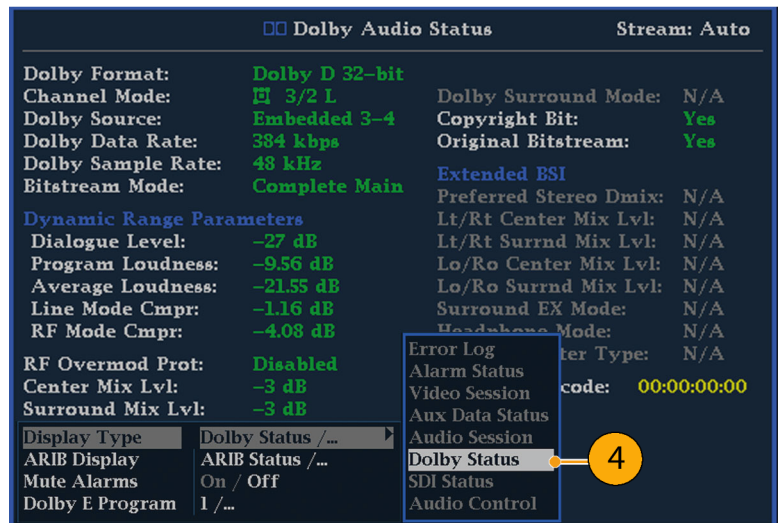 Dolby Audio Status
Stream: Auto
Dolby Format: Dolby D 32-bit
Channel Mode: 3/2 L
Dolby Source: Embedded 3-4
Dolby Data Rate: 384 kbps
Dolby Sample Rate: 48 kHz
Bitstream Mode: Complete Main
Dynamic Range Parameters
Dialogue Level: -27 dB
Program Loudness: -9.56 dB
Average Loudness: -21.55 dB
Line Mode Cmpr: -1.16 dB
RF Mode Cmpr: -4.08 dB
RF Overmod Prot: Disabled
Center Mix Lvl: -3 dB
Surround Mix Lvl: -3 dB
Dolby Surround Mode: N/A
Copyright Bit: Yes
Original Bitstream: Yes
Extended BSI
Preferred Stereo Dmix: N/A
Lt/Rt Center Mix Lvl: N/A
Lt/Rt Surrnd Mix Lvl: N/A
Lo/Ro Center Mix Lvl: N/A
Lo/Ro Surrnd Mix Lvl: N/A
Surround EX Mode: N/A
Headphone Mode: N/A
ter Type: N/A
code: 00:00:00:00
Display Type Dolby Status /...
ARIB Display ARIB Status /...
Mute Alarms On / Off
Dolby E Program 1 /...
Error Log
Alarm Status
Video Session
Aux Data Status
Audio Session
Dolby Status
SDI Status
Audio Control
4